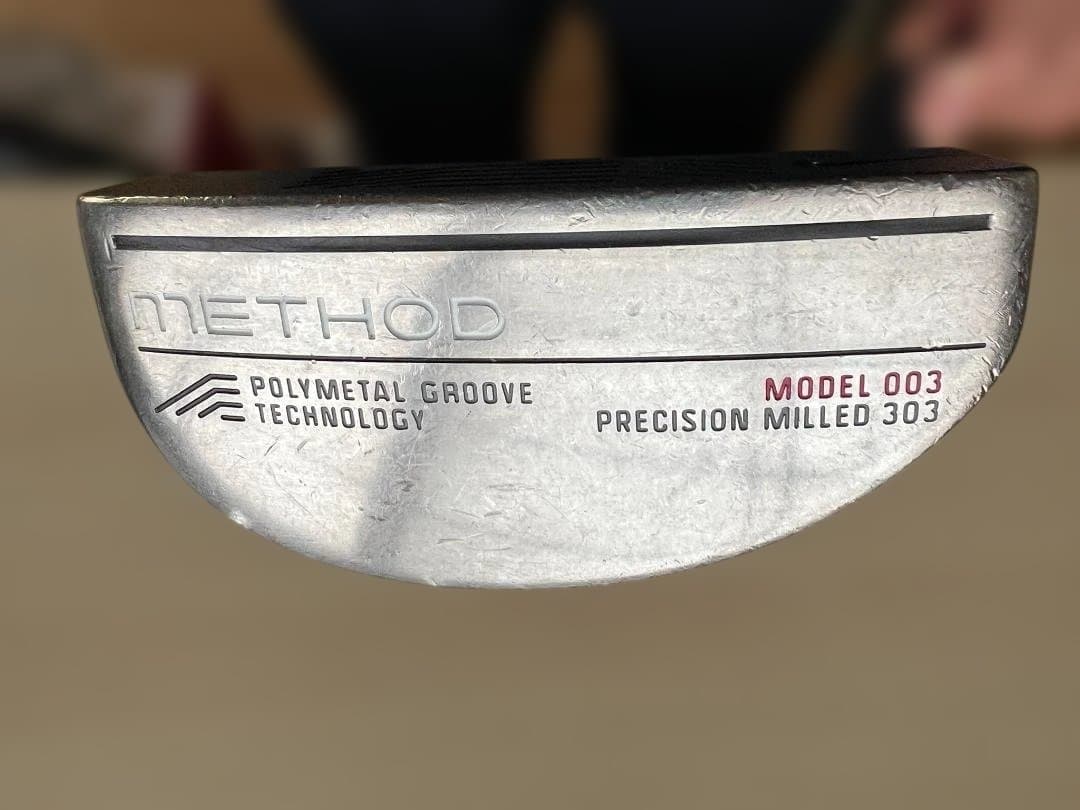 METHOD
POLYMETAL GROOVE
TECHNOLOGY
MODEL 003
PRECISION MILLED 303